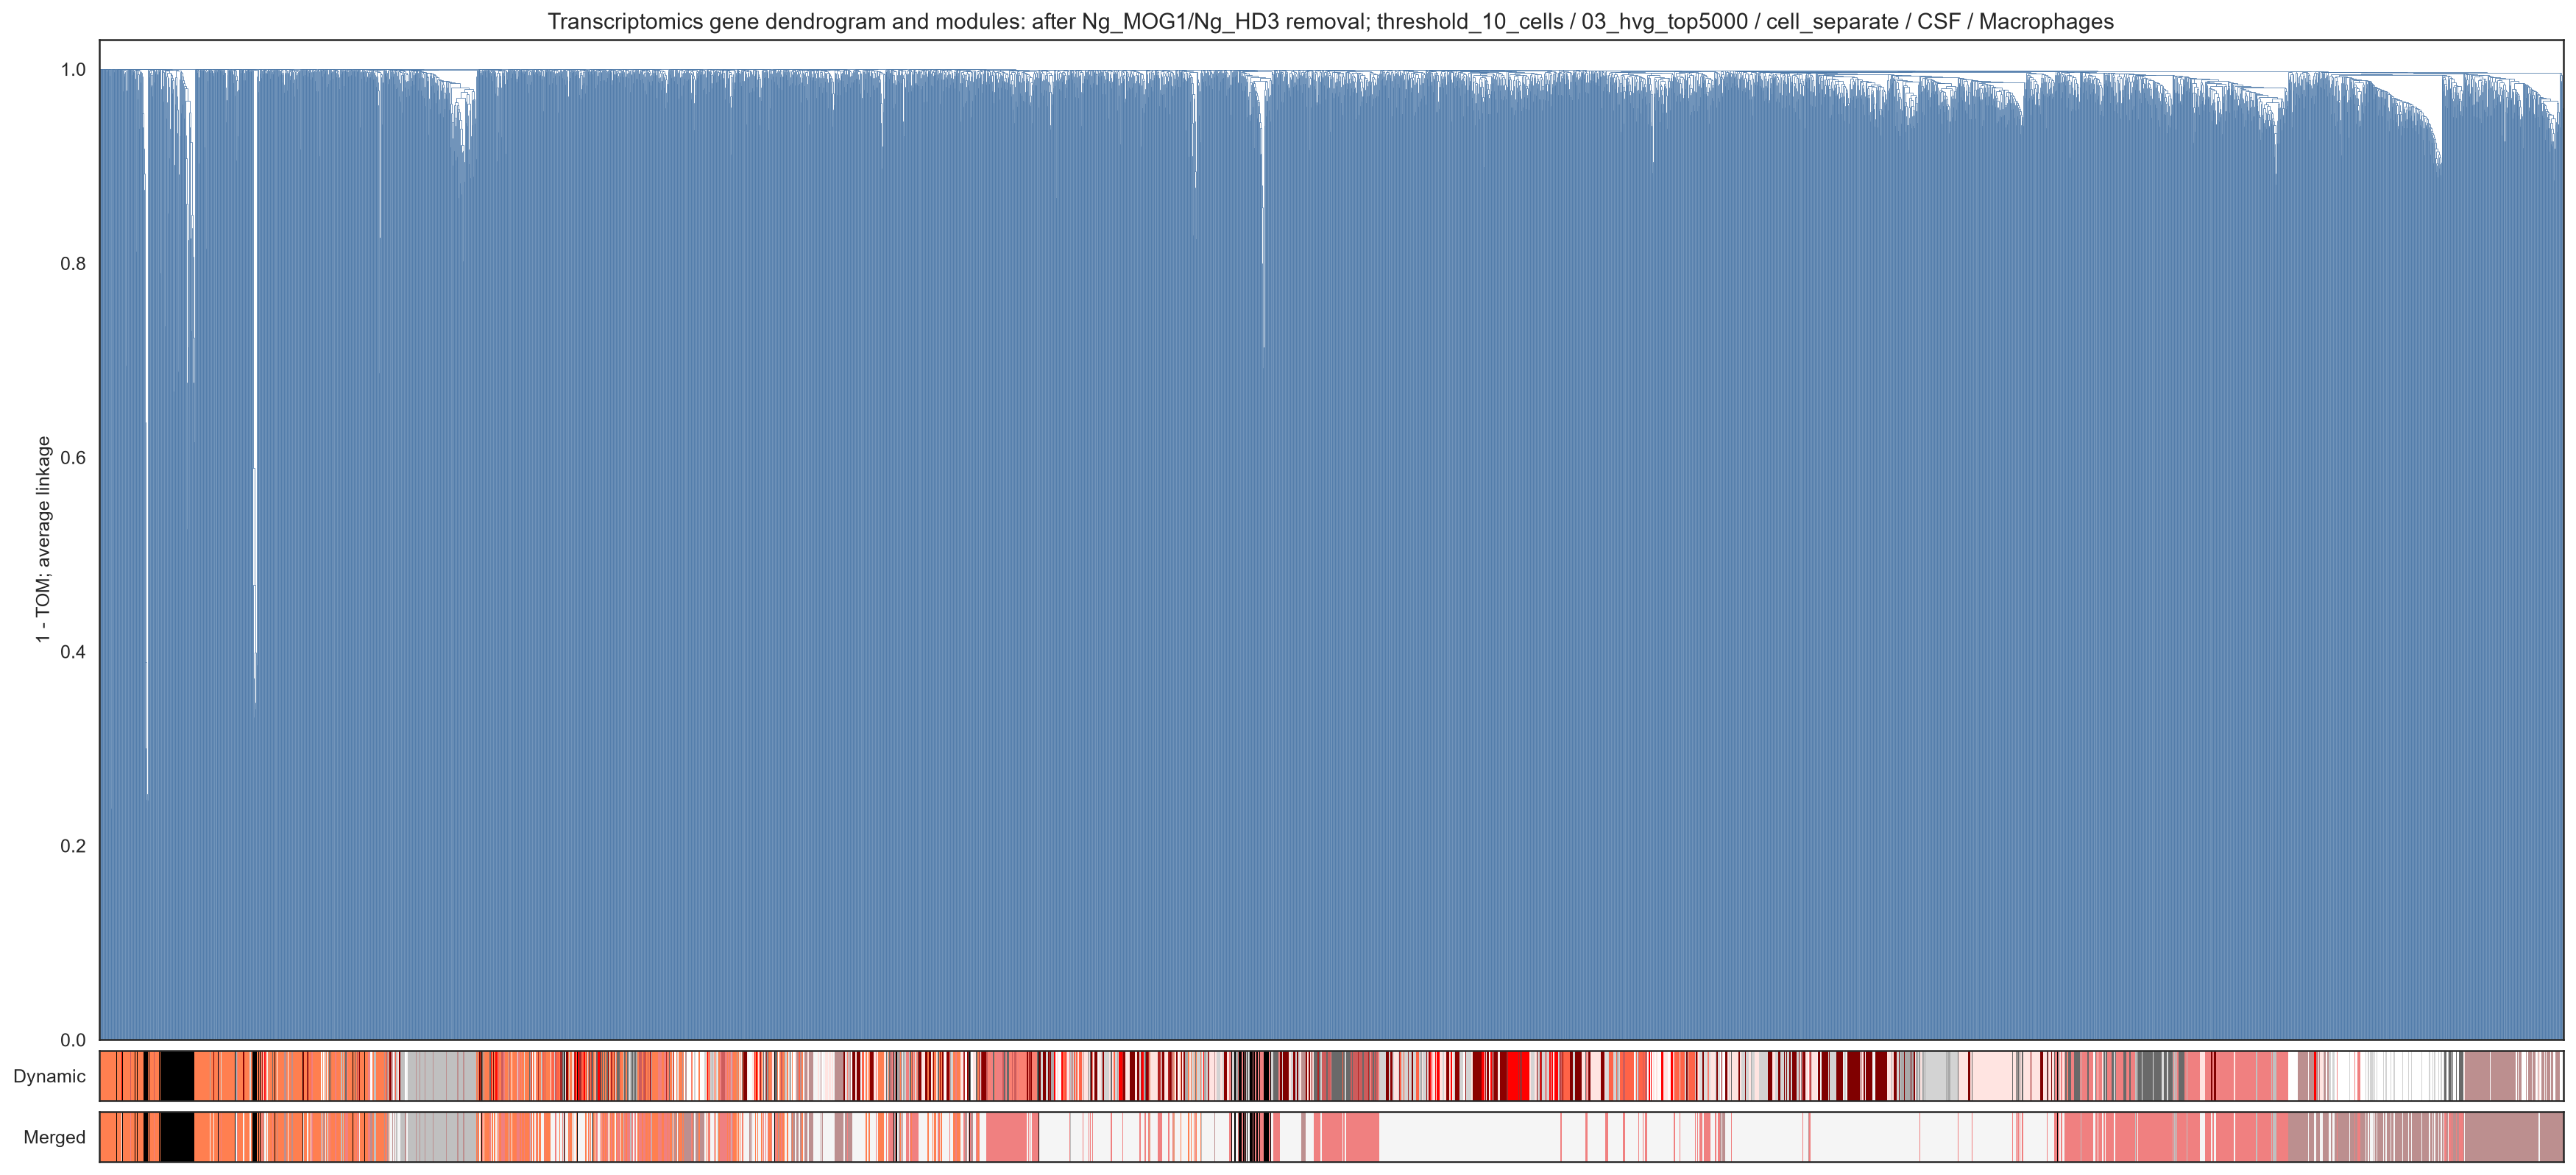 Transcriptomics gene dendrogram and modules: after Ng_MOG1/Ng_HD3 removal; threshold_10_cells / 03_hvg_top5000 / cell_separate / CSF / Macrophages
1.0
0.8
0.6
0.4
0.2
0.0
1 - TOM; average linkage
Dynamic
Merged